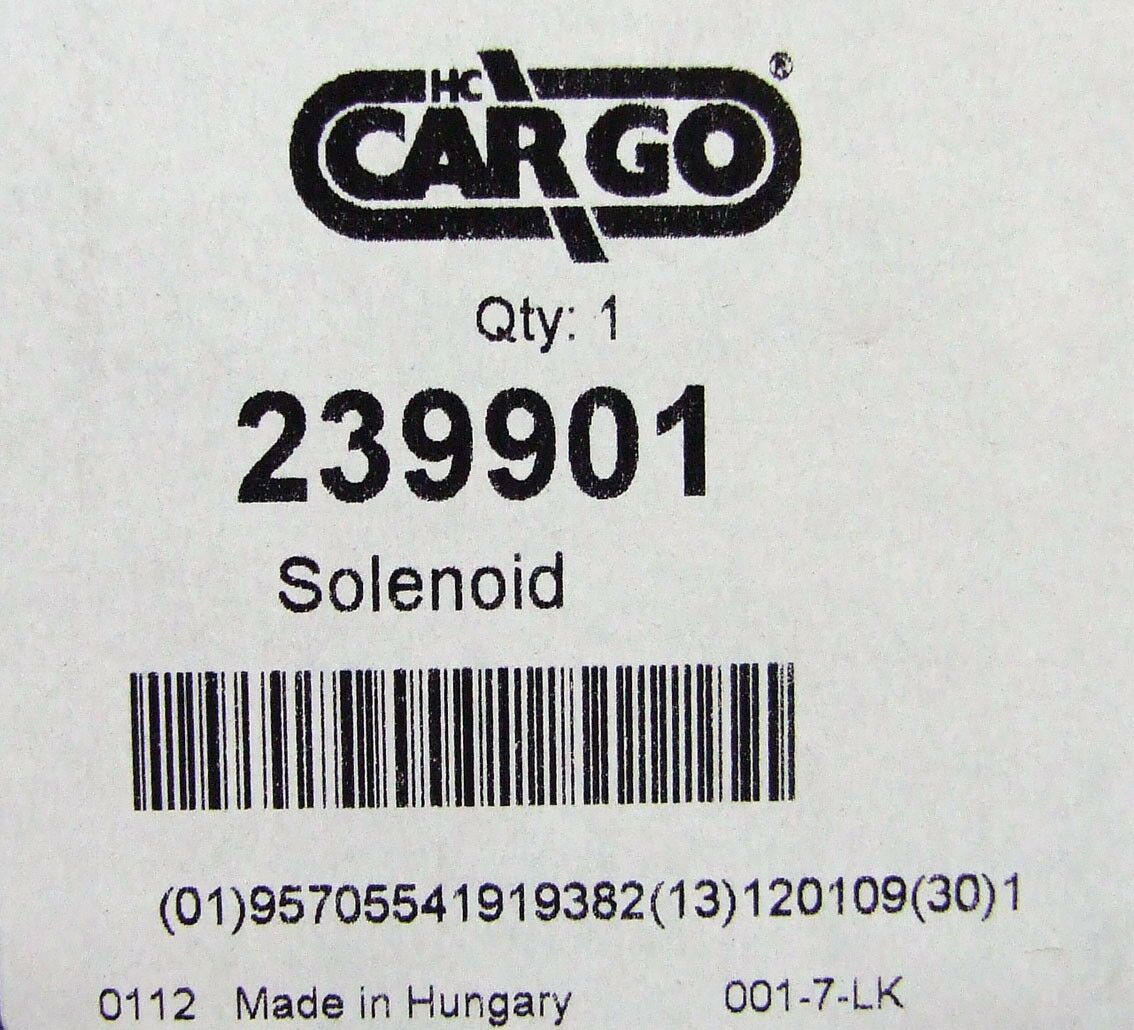 HC
CARGO®
Qty: 1
239901
Solenoid
(01)95705541919382(13)120109(30)1
0112 Made in Hungary 001-7-LK